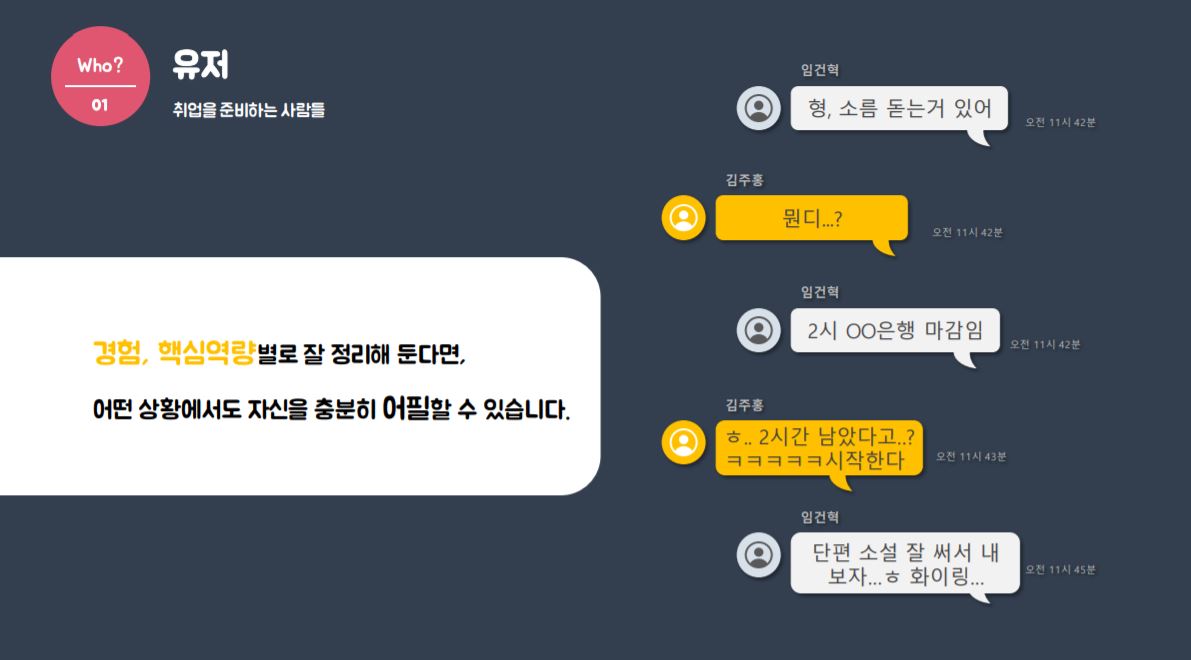 Who?
01
유저
취업을 준비하는 사람들
경험, 핵심역량별로 잘 정리해 둔다면,
어떤 상황에서도 자신을 충분히 어필할 수 있습니다.
임건혁
형, 소름 돋는거 있어
오전 11시 42분
김주홍
뭔디...?
오전 11시 42분
임건혁
2시 OO은행 마감임
오전 11시 42분
김주홍
ㅎ.. 2시간 남았다고..?
ㅋㅋㅋㅋㅋ시작한다
오전 11시 43분
임건혁
단편 소설 잘 써서 내
보자...ㅎ 화이링...
오전 11시 45분